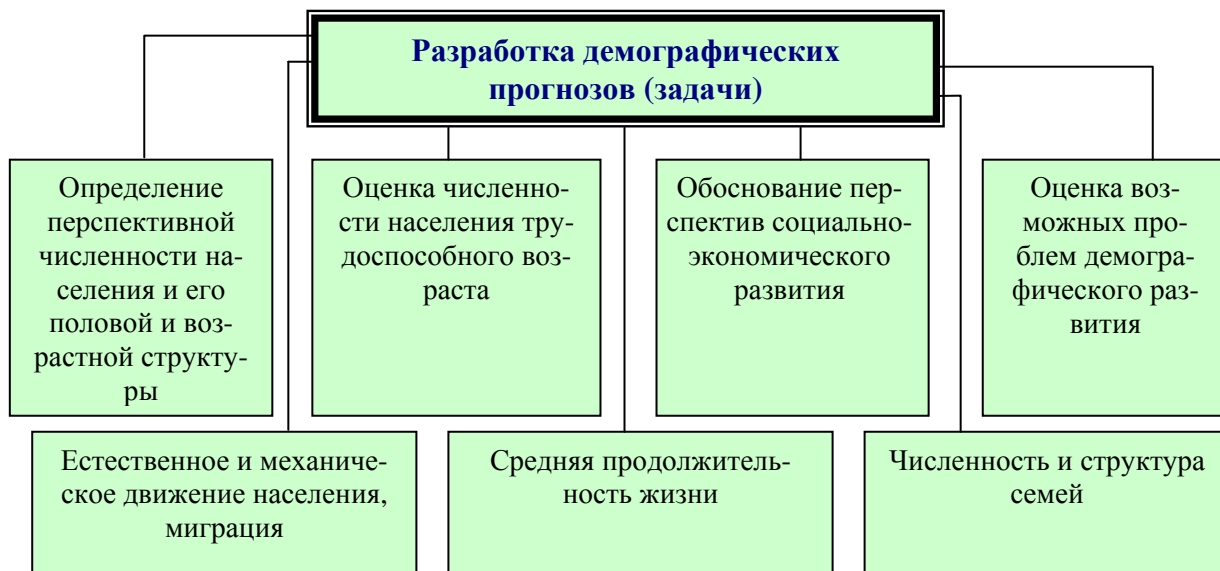 Разработка демографических
прогнозов (задачи)
Определение
перспективной
численности на-
селения и его
половой и воз-
растной структу-
ры
Оценка численно-
сти населения тру-
доспособного воз-
раста
Обоснование пер-
спектив социально-
экономического
развития
Оценка воз-
можных про-
блем демогра-
фического раз-
вития
Естественное и механиче-
ское движение населения,
миграция
Средняя продолжитель-
ность жизни
Численность и структура
семей